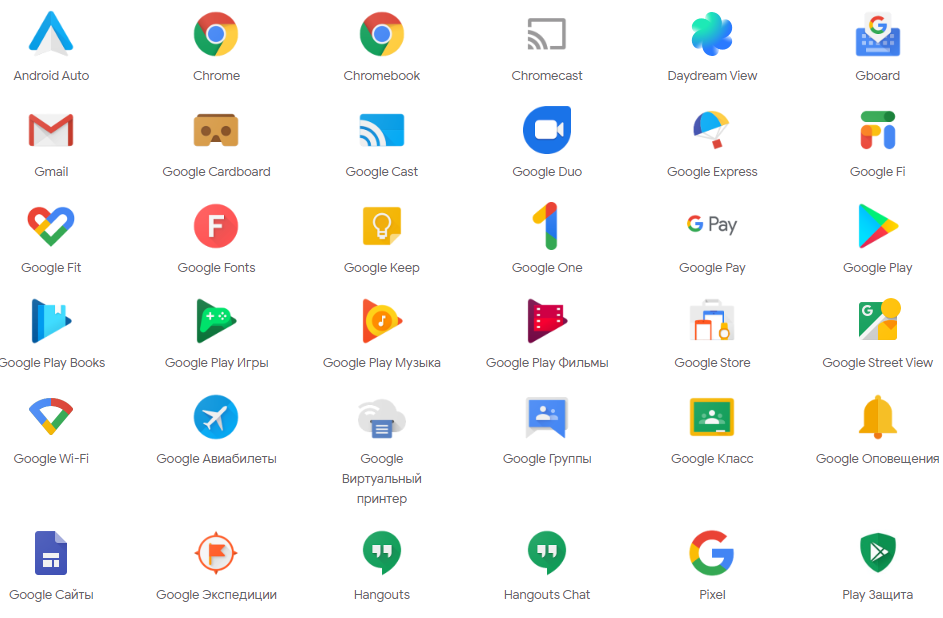 Android Auto
Chrome
Chromebook
Chromecast
Daydream View
G
Gboard
Gmail
Google Cardboard
Google Cast
Google Duo
Google Express
Google Fi
Google Fit
F
Google Fonts
Google Keep
Google One
G Pay
Google Pay
Google Play
Google Play Books
Google Play Игры
Google Play Музыка
Google Play Фильмы
Google Store
G
Google Street View
Google Wi-Fi
Google Авиабилеты
Google
Виртуальный
принтер
Google Группы
Google Класс
Google Оповещения
Google Сайты
Google Экспедиции
Hangouts
Hangouts Chat
G
Pixel
Play Защита